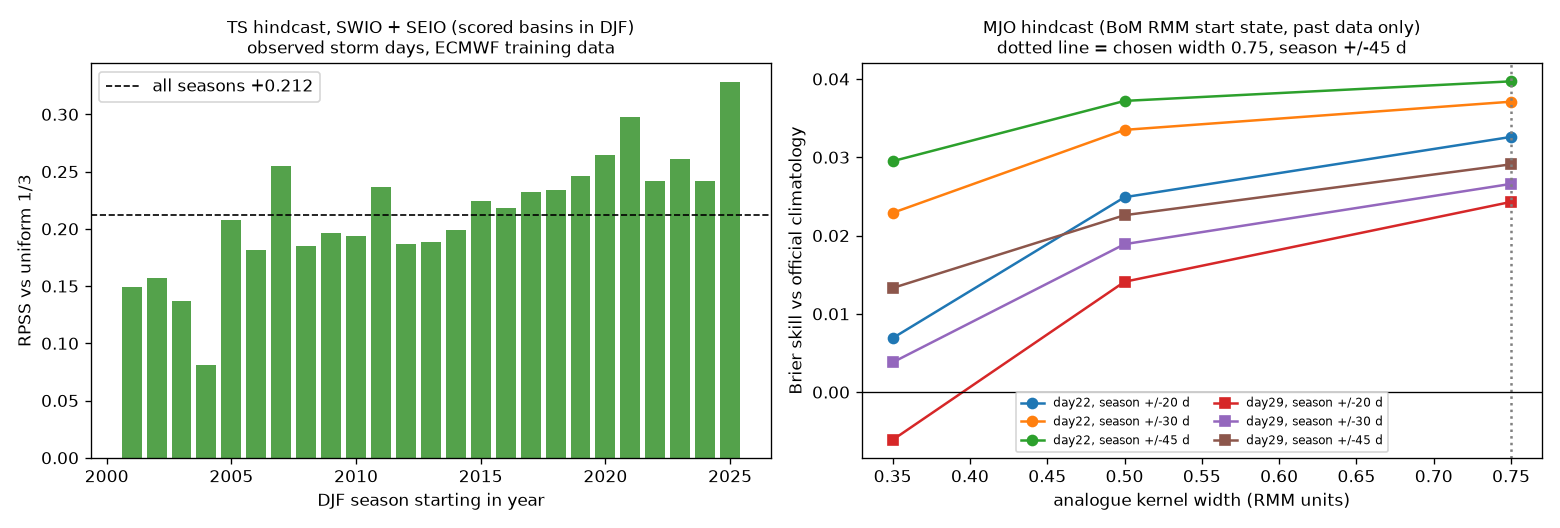 TS hindcast, SWIO + SEIO (scored basins in DJF)
observed storm days, ECMWF training data
all seasons +0.212
RPSS vs uniform 1/3
0.30
0.25
0.20
0.15
0.10
0.05
0.00
2000 2005 2010 2015 2020 2025
DJF season starting in year
MJO hindcast (BoM RMM start state, past data only)
dotted line = chosen width 0.75, season +/-45 d
Brier skill vs official climatology
0.04
0.03
0.02
0.01
0.00
day22, season +/-20 d
day22, season +/-30 d
day22, season +/-45 d
day29, season +/-20 d
day29, season +/-30 d
day29, season +/-45 d
0.35 0.40 0.45 0.50 0.55 0.60 0.65 0.70 0.75
analogue kernel width (RMM units)